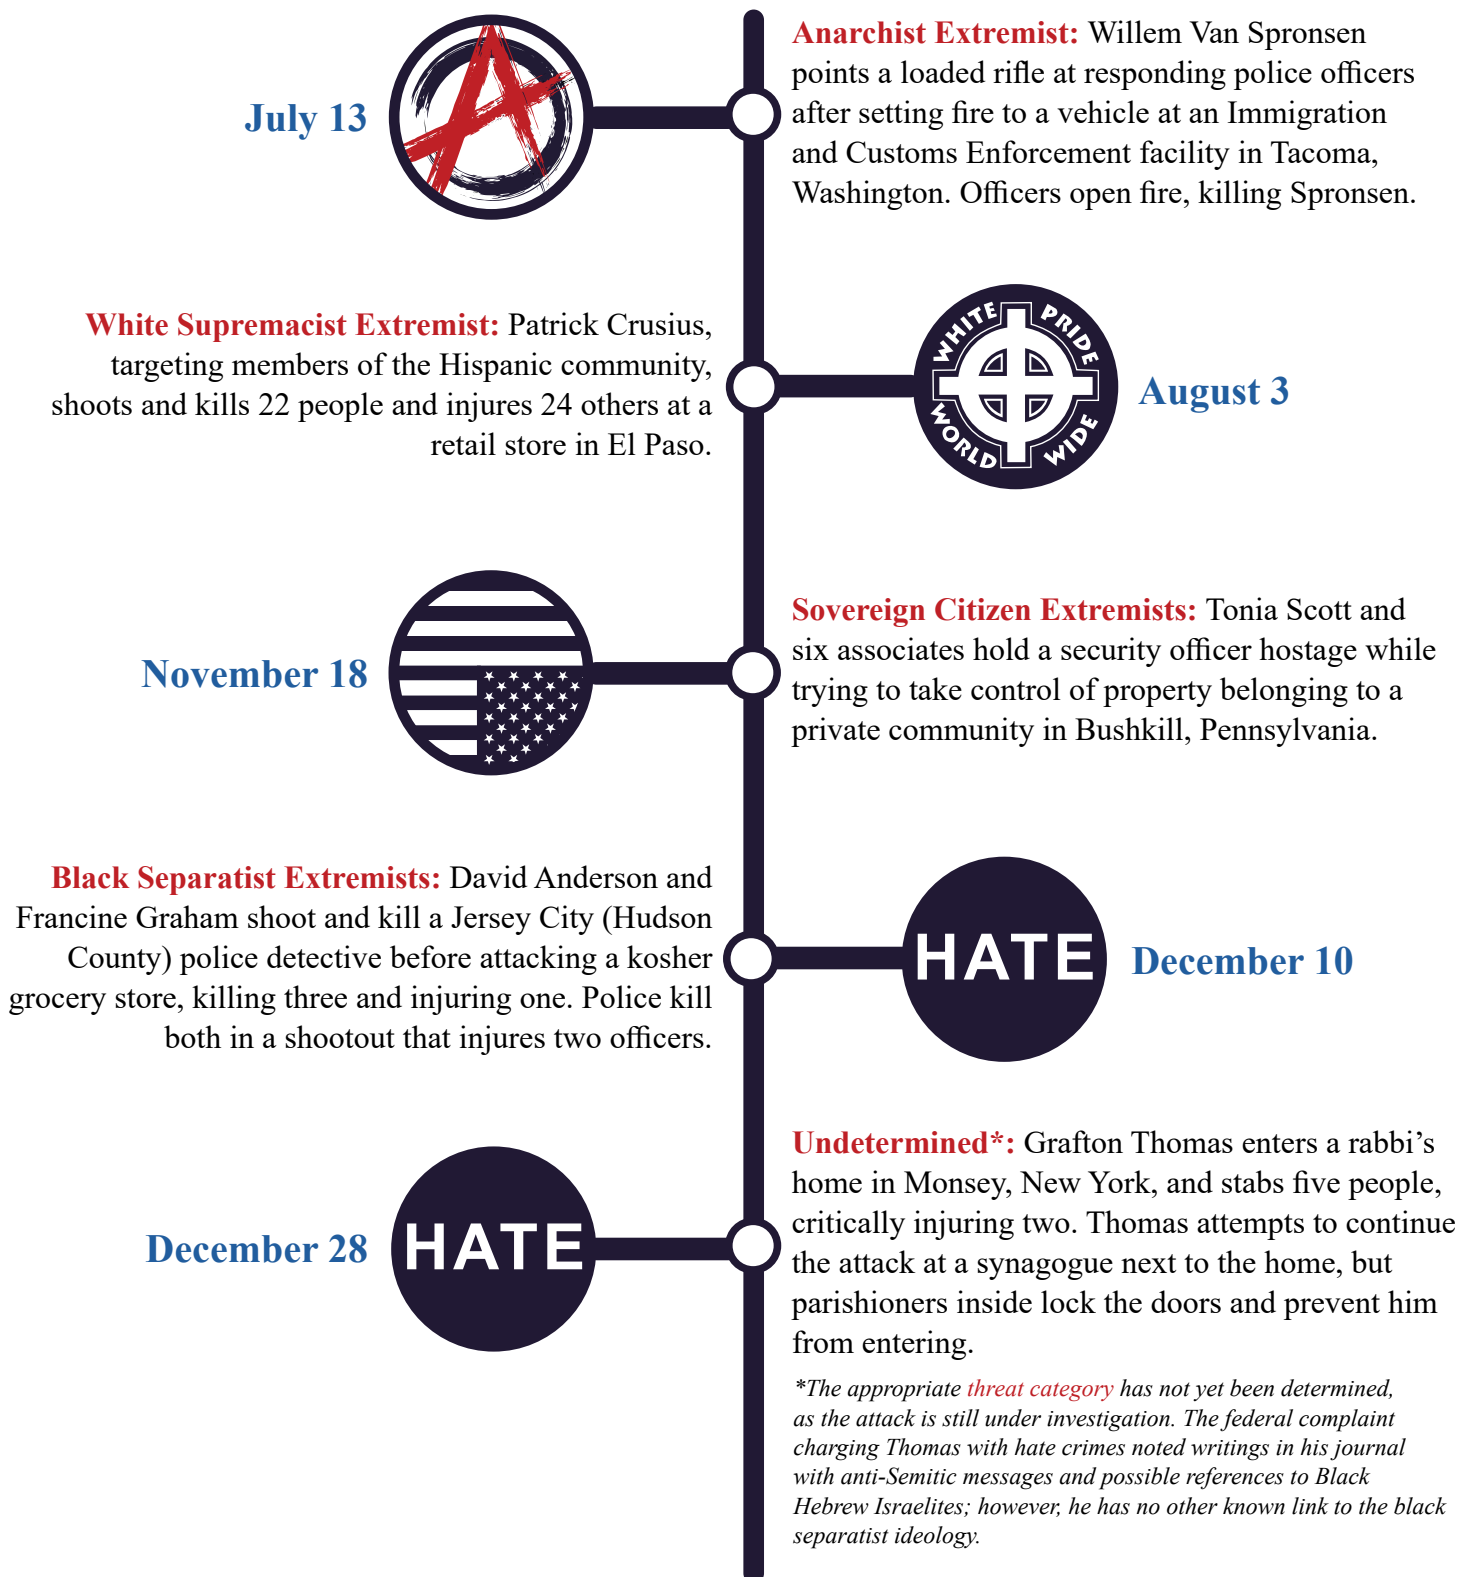 July 13
Anarchist Extremist: Willem Van Spronsen
points a loaded rifle at responding police officers
after setting fire to a vehicle at an Immigration
and Customs Enforcement facility in Tacoma,
Washington. Officers open fire, killing Spronsen.
White Supremacist Extremist: Patrick Crusius,
targeting members of the Hispanic community,
shoots and kills 22 people and injures 24 others at a
retail store in El Paso.
WHITE PRIDE
WORLD WIDE
August 3
November 18
Sovereign Citizen Extremists: Tonia Scott and
six associates hold a security officer hostage while
trying to take control of property belonging to a
private community in Bushkill, Pennsylvania.
Black Separatist Extremists: David Anderson and
Francine Graham shoot and kill a Jersey City (Hudson
County) police detective before attacking a kosher
grocery store, killing three and injuring one. Police kill
both in a shootout that injures two officers.
HATE
December 10
December 28
HATE
Undetermined*: Grafton Thomas enters a rabbi’s
home in Monsey, New York, and stabs five people,
critically injuring two. Thomas attempts to continue
the attack at a synagogue next to the home, but
parishioners inside lock the doors and prevent him
from entering.
*The appropriate threat category has not yet been determined,
as the attack is still under investigation. The federal complaint
charging Thomas with hate crimes noted writings in his journal
with anti-Semitic messages and possible references to Black
Hebrew Israelites; however, he has no other known link to the black
separatist ideology.